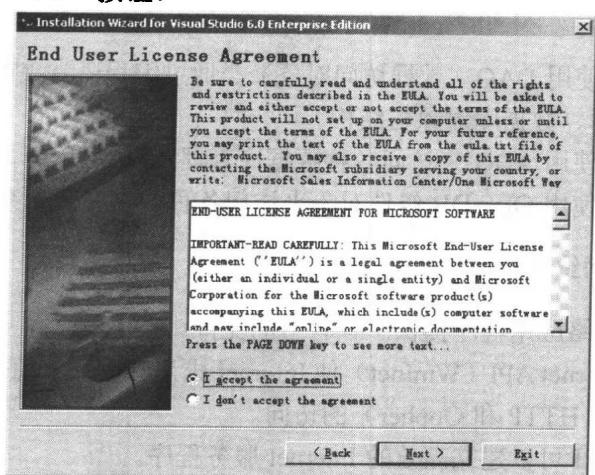 Installation Wizard for Visual Studio 6.0 Enterprise Edition
End User License Agreement
Be sure to carefully read and understand all of the rights
and restrictions described in the EULA. You will be asked to
review and either accept or not accept the terms of the EULA.
This product will not set up on your computer unless or until
you accept the terms of the EULA. For your future reference,
you may print the text of the EULA from the eula.txt file of
this product. You may also receive a copy of this EULA by
contacting the Microsoft subsidiary serving your country, or
write: Microsoft Sales Information Center/One Microsoft Way
END-USER LICENSE AGREEMENT FOR MICROSOFT SOFTWARE
IMPORTANT-READ CAREFULLY: This Microsoft End-User License
Agreement (''EULA'') is a legal agreement between you
(either an individual or a single entity) and Microsoft
Corporation for the Microsoft software product(s)
accompanying this EULA, which include(s) computer software
and may include "online" or electronic documentation
Press the PAGE DOWN key to see more text...
I accept the agreement
I don't accept the agreement
< Back
Next >
Exit